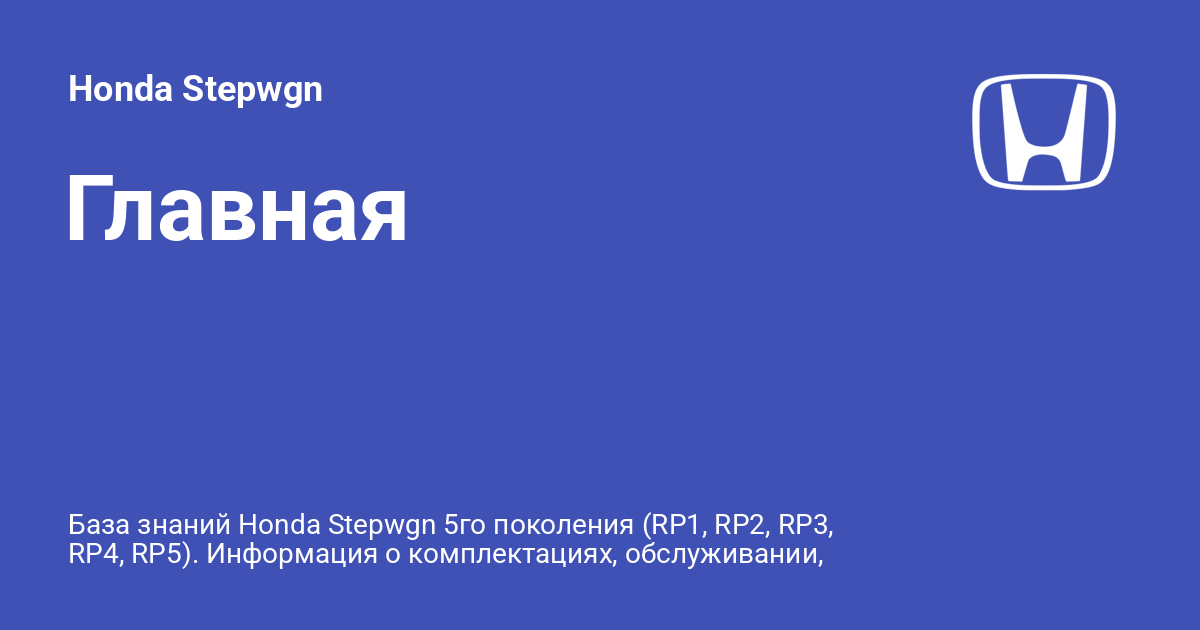 Honda Stepwgn
Главная
База знаний Honda Stepwgn 5го поколения (RP1, RP2, RP3,
RP4, RP5). Информация о комплектациях, обслуживании,